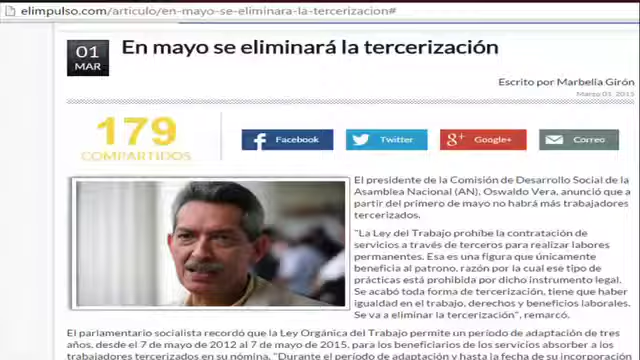 elimpulso.com/articulo/en-mayo-se-eliminara-la-tercerizacion#
01
MAR
En mayo se eliminará la tercerización
Escrito por Marbelia Girón
Marzo 01, 2015
179
COMPARTIDOS
Facebook
Twitter
Google+
Correo
El presidente de la Comisión de Desarrollo Social de la
Asamblea Nacional (AN), Oswaldo Vera, anunció que a
partir del primero de mayo no habrá más trabajadores
tercerizados.
"La Ley del Trabajo prohíbe la contratación de
servicios a través de terceros para realizar labores
permanentes. Esa es una figura que únicamente
beneficia al patrono, razón por la cual ese tipo de
prácticas está prohibida por dicho instrumento legal.
Se acabó toda forma de tercerización, tiene que haber
igualdad en el trabajo, derechos y beneficios laborales.
Se va a eliminar la tercerización", remarcó.
El parlamentario socialista recordó que la Ley Orgánica del Trabajo permite un período de adaptación de tres
años, desde el 7 de mayo de 2012 al 7 de mayo de 2015, para los beneficiarios de los servicios absorber a los
trabajadores tercerizados en su nómina. "Durante el período de adaptación y hasta la fecha de su incorporación